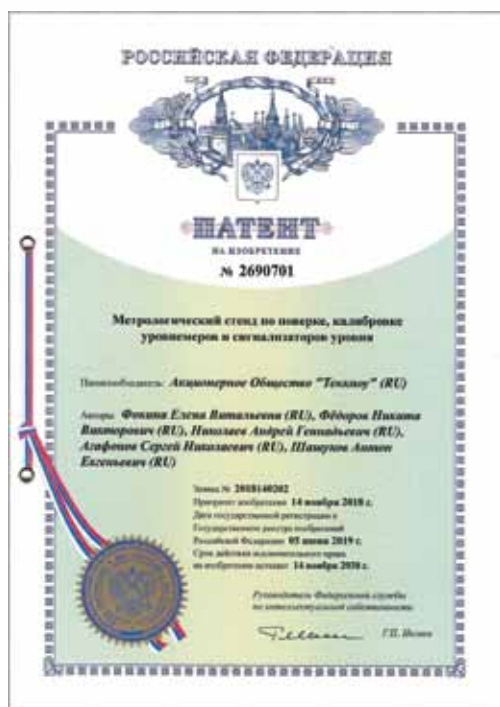 РОССИЙСКАЯ ФЕДЕРАЦИЯ
ПАТЕНТ
НА ИЗОБРЕТЕНИЕ
№ 2690701
Метрологический стенд по поверке, калибровке
уровнемеров и сигнализаторов уровня
Патентообладатель: Акционерное Общество "Теккноу" (RU)
Авторы: Фокина Елена Витальевна (RU), Фёдоров Никита
Викторович (RU), Николаев Андрей Геннадьевич (RU),
Агафонов Сергей Николаевич (RU), Антон
Евгеньевич (RU)
Заявка № 2018140202
Приоритет изобретения 14 ноября 2018 г.
Дата государственной регистрации в
Государственном реестре изобретений
Российской Федерации 05 июня 2019 г.
Срок действия исключительного права
на изобретение истекает 14 ноября 2038 г.
Руководитель Федеральной службы
по интеллектуальной собственности
Г.П. Ивлиев